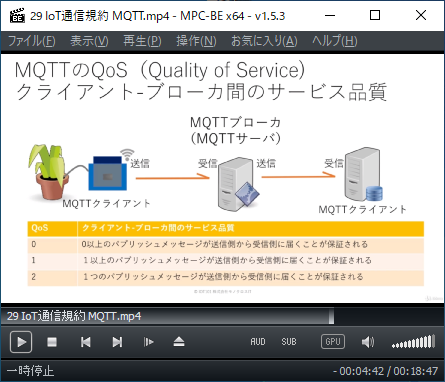 29 IoT通信規約 MQTT.mp4 - MPC-BE x64 - v1.5.3
ファイル(F) 表示(V) 再生(P) 操作(N) お気に入り(A) ヘルプ(H)
MQTTのQoS（Quality of Service）
クライアント-ブローカ間のサービス品質
MQTTブローカ
（MQTTサーバ）
送信 受信 送信 受信
MQTTクライアント
MQTTクライアント
QoS クライアント-ブローカ間のサービス品質
0 0以上のパブリッシュメッセージが送信側から受信側に届くことが保証される
1 １以上のパブリッシュメッセージが送信側から受信側に届くことが保証される
2 １つのパブリッシュメッセージが送信側から受信側に届くことが保証される
29 IoT通信規約 MQTT.mp4
AUD SUB GPU
一時停止 - 00:04:42 / 00:18:47